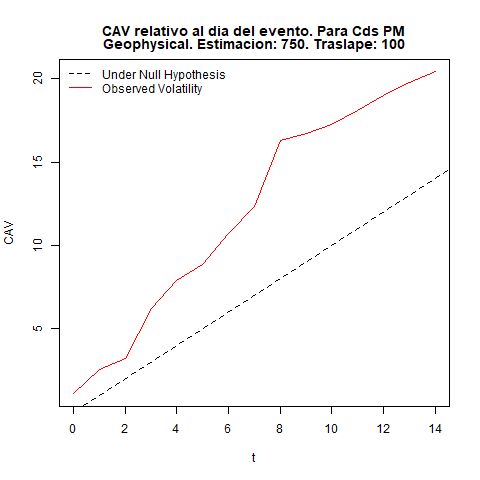 CAV relativo al dia del evento. Para Cds PM
Geophysical. Estimacion: 750. Traslape: 100
Under Null Hypothesis
Observed Volatility
20
15
10
5
CAV
0 2 4 6 8 10 12 14
t